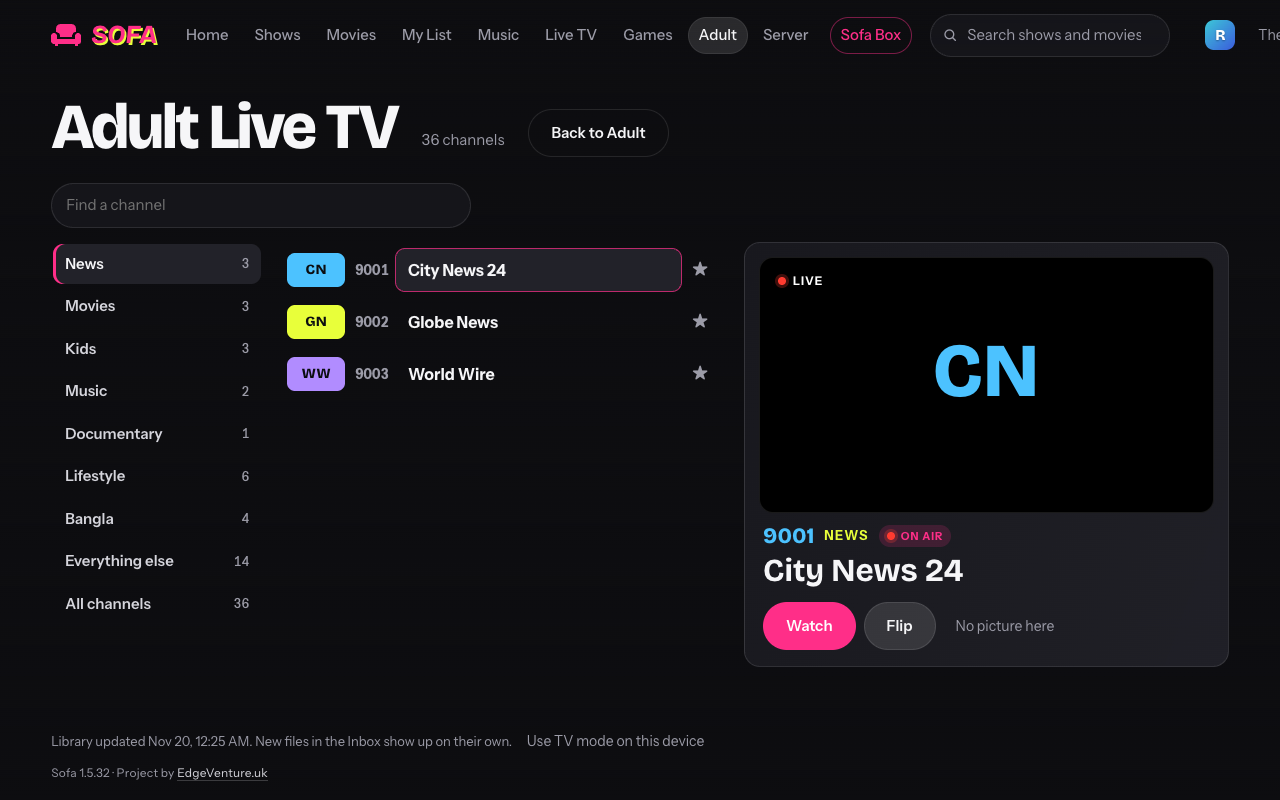 SOFA Home Shows Movies My List Music Live TV Games Adult Server Sofa Box Search shows and movies R The
Adult Live TV 36 channels Back to Adult
Find a channel
News 3
Movies 3
Kids 3
Music 2
Documentary 1
Lifestyle 6
Bangla 4
Everything else 14
All channels 36
CN 9001 City News 24
GN 9002 Globe News
WW 9003 World Wire
LIVE
CN
9001 NEWS ON AIR
City News 24
Watch Flip No picture here
Library updated Nov 20, 12:25 AM. New files in the Inbox show up on their own. Use TV mode on this device
Sofa 1.5.32 · Project by EdgeVenture.uk